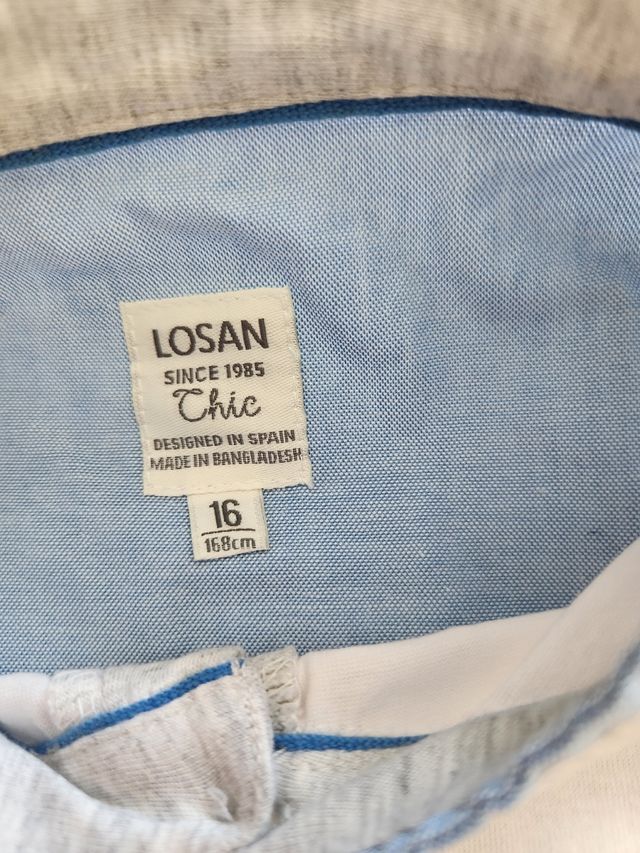 LOSAN
SINCE 1985
Chic
DESIGNED IN SPAIN
MADE IN BANGLADESH
16
168cm